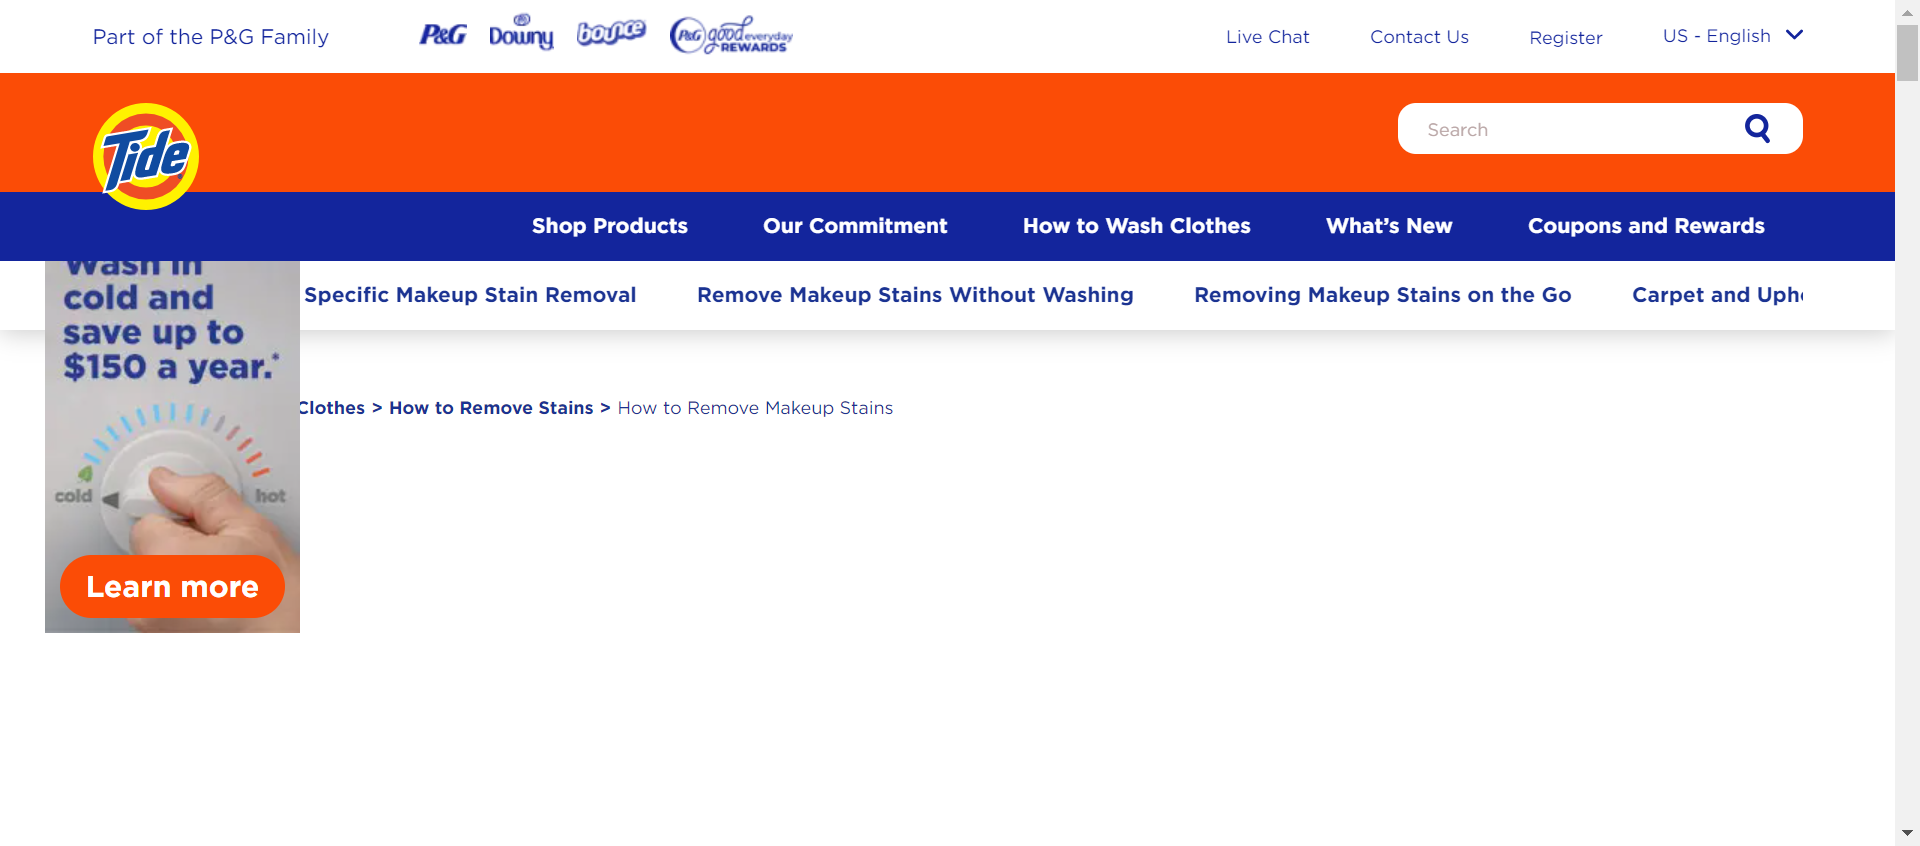 Part of the P&G Family
P&G
Downy
bounce
P&G good everyday
REWARDS
Live Chat
Contact Us
Register
US - English
Tide
Search
Shop Products
Our Commitment
How to Wash Clothes
What's New
Coupons and Rewards
Specific Makeup Stain Removal
Remove Makeup Stains Without Washing
Removing Makeup Stains on the Go
Carpet and Upho
Wash in
cold and
save up to
$150 a year.*
Clothes > How to Remove Stains > How to Remove Makeup Stains
cold
hot
Learn more